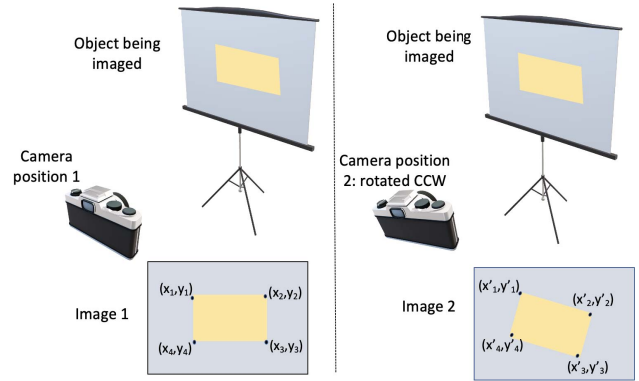 Object being
imaged
Camera
position 1
Image 1
(x₁,y₁)
(x₂,y₂)
(x₄,y₄)
(x₃,y₃)
Object being
imaged
Camera position
2: rotated CCW
Image 2
(x'₁,y'₁)
(x'₂,y'₂)
(x'₄,y'₄)
(x'₃,y'₃)